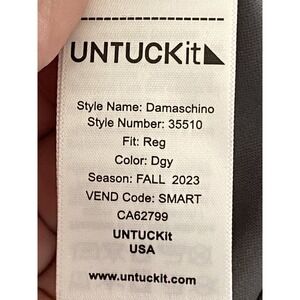 UNTUCKit
Style Name: Damaschino
Style Number: 35510
Fit: Reg
Color: Dgy
Season: FALL 2023
VEND Code: SMART
CA62799
UNTUCKit
USA
www.untuckit.com